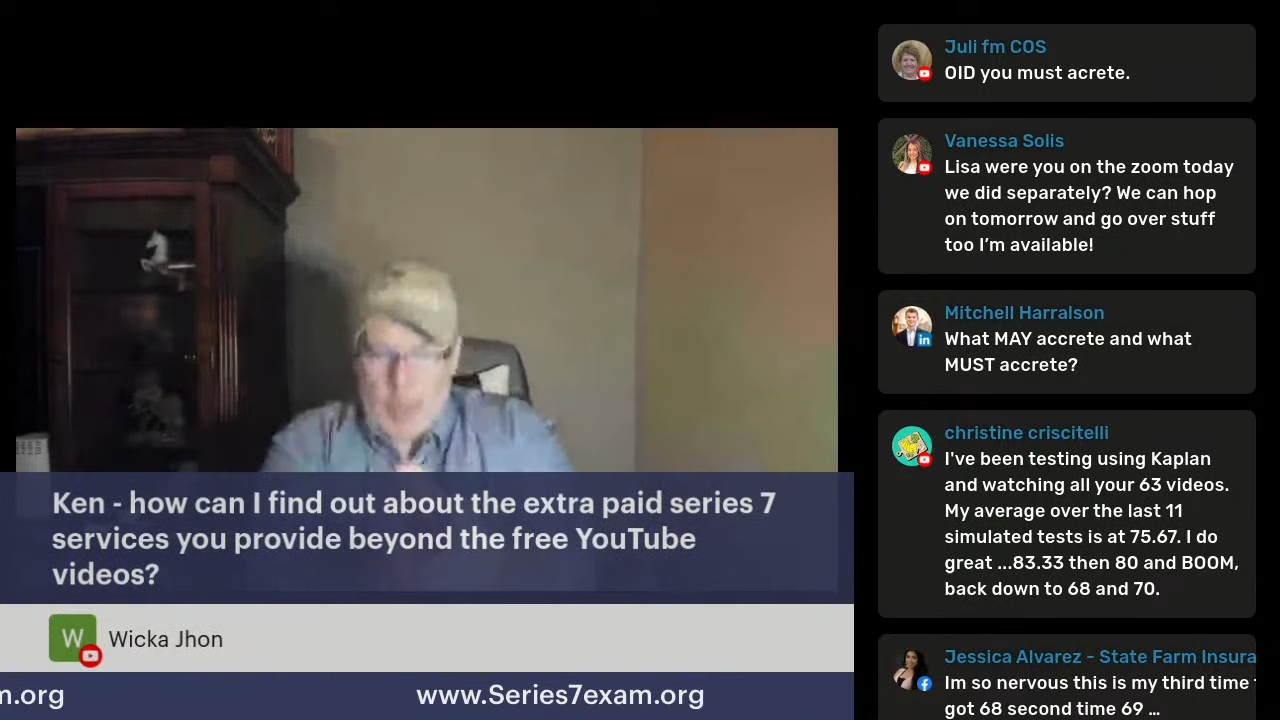 Juli fm COS
OID you must acrete.
Vanessa Solis
Lisa were you on the zoom today
we did separately? We can hop
on tomorrow and go over stuff
too I’m available!
Mitchell Harralson
What MAY accrete and what
MUST accrete?
christine criscitelli
I've been testing using Kaplan
and watching all your 63 videos.
My average over the last 11
simulated tests is at 75.67. I do
great ...83.33 then 80 and BOOM,
back down to 68 and 70.
Jessica Alvarez - State Farm Insura
Im so nervous this is my third time
got 68 second time 69 ...
Ken - how can I find out about the extra paid series 7
services you provide beyond the free YouTube
videos?
W
Wicka Jhon
m.org www.Series7exam.org